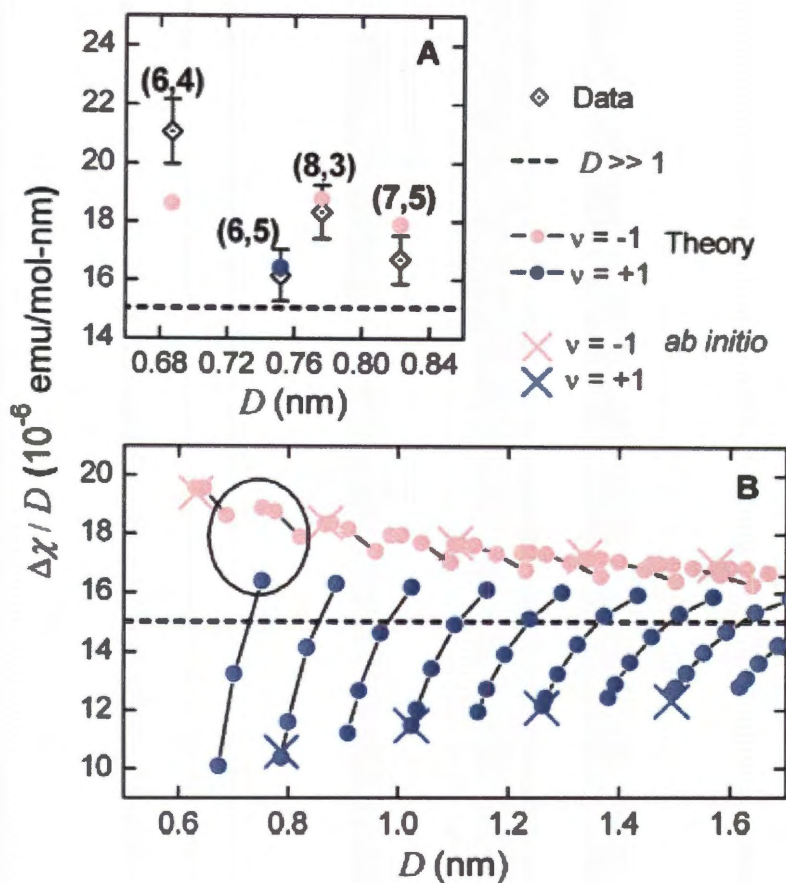 Δχ / D (10⁻⁶ emu/mol-nm)
24
22
20
18
16
14
A
(6,4)
(8,3)
(7,5)
(6,5)
0.68 0.72 0.76 0.80 0.84
D (nm)
Data
D >> 1
ν = -1 Theory
ν = +1
ν = -1 ab initio
ν = +1
20
18
16
14
12
10
B
0.6 0.8 1.0 1.2 1.4 1.6
D (nm)